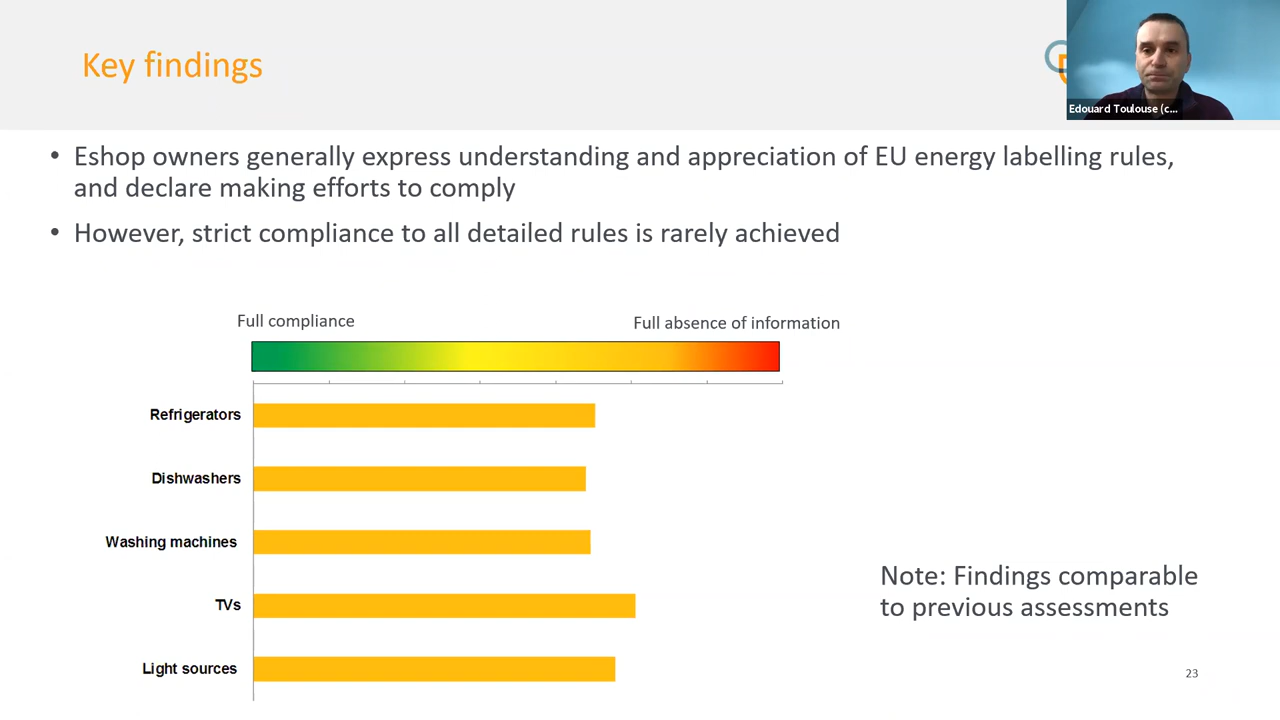 Key findings
Edouard Toulouse (c...
• Eshop owners generally express understanding and appreciation of EU energy labelling rules,
and declare making efforts to comply
• However, strict compliance to all detailed rules is rarely achieved
Full compliance
Full absence of information
Refrigerators
Dishwashers
Washing machines
TVs
Light sources
Note: Findings comparable
to previous assessments
23